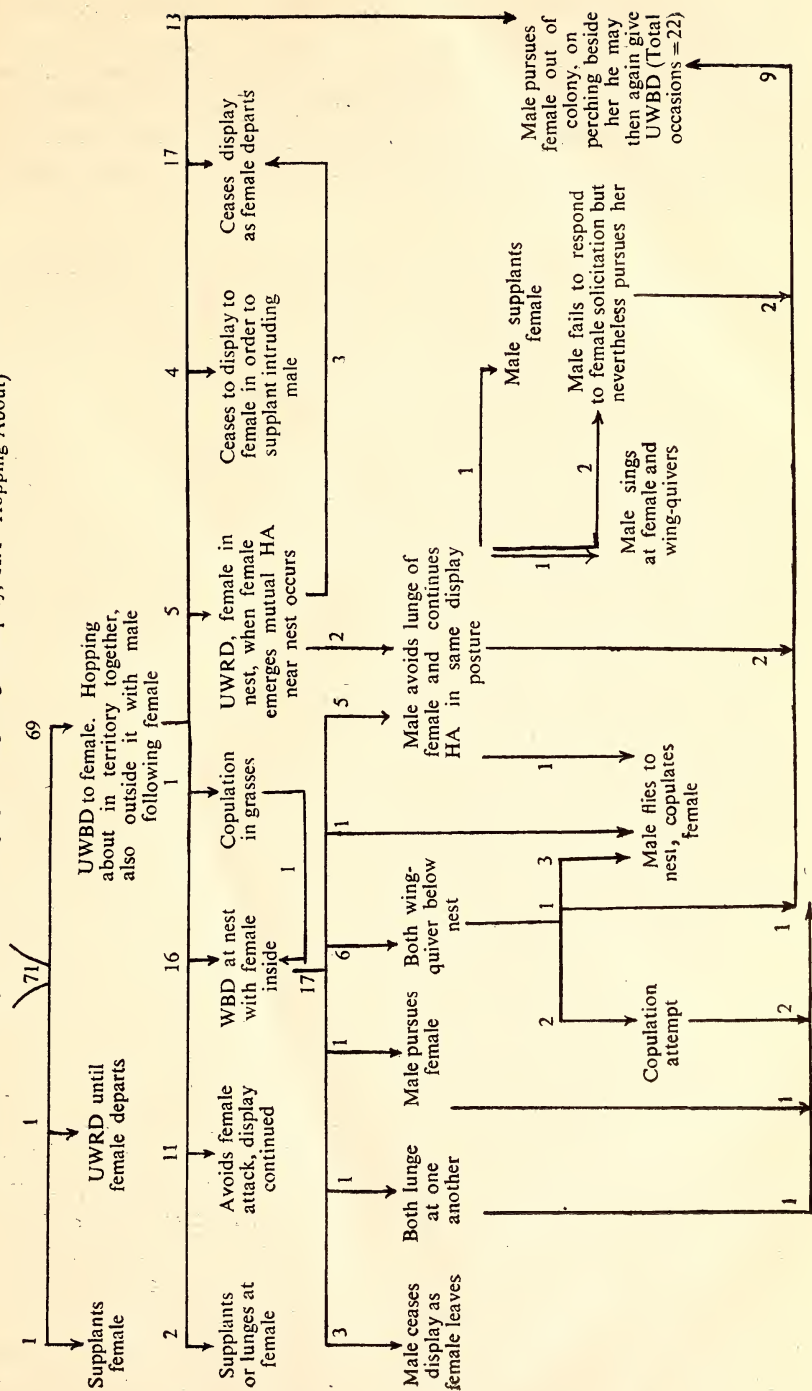 Hopping About)
71
1
1
69
Supplants
female
UWRD until
female departs
UWBD to female. Hopping
about in territory together,
also outside it with male
following female
2
11
16
1
5
4
17
13
Supplants
or lunges at
female
Avoids female
attack, display
continued
WBD at nest
with female
inside
Copulation
in grasses
UWRD, female in
nest, when female
emerges mutual HA
near nest occurs
Ceases to display to
female in order to
supplant intruding
male
Ceases display
as female departs
1
17
2
3
3
1
1
6
1
5
Male ceases
display as
female leaves
Both lunge
at one
another
Male pursues
female
Both wing-
quiver below
nest
Male avoids lunge of
female and continues
HA in same display
posture
1
Male supplants
female
2
Male fails to respond
to female solicitation but
nevertheless pursues her
1
Male sings
at female and
wing-quivers
Male pursues
female out of
colony, on
perching beside
her he may
then again give
UWBD (Total
occasions = 22)
2
1
3
1
Copulation
attempt
Male flies to
nest, copulates
female
1
1
2
1
2
2
9